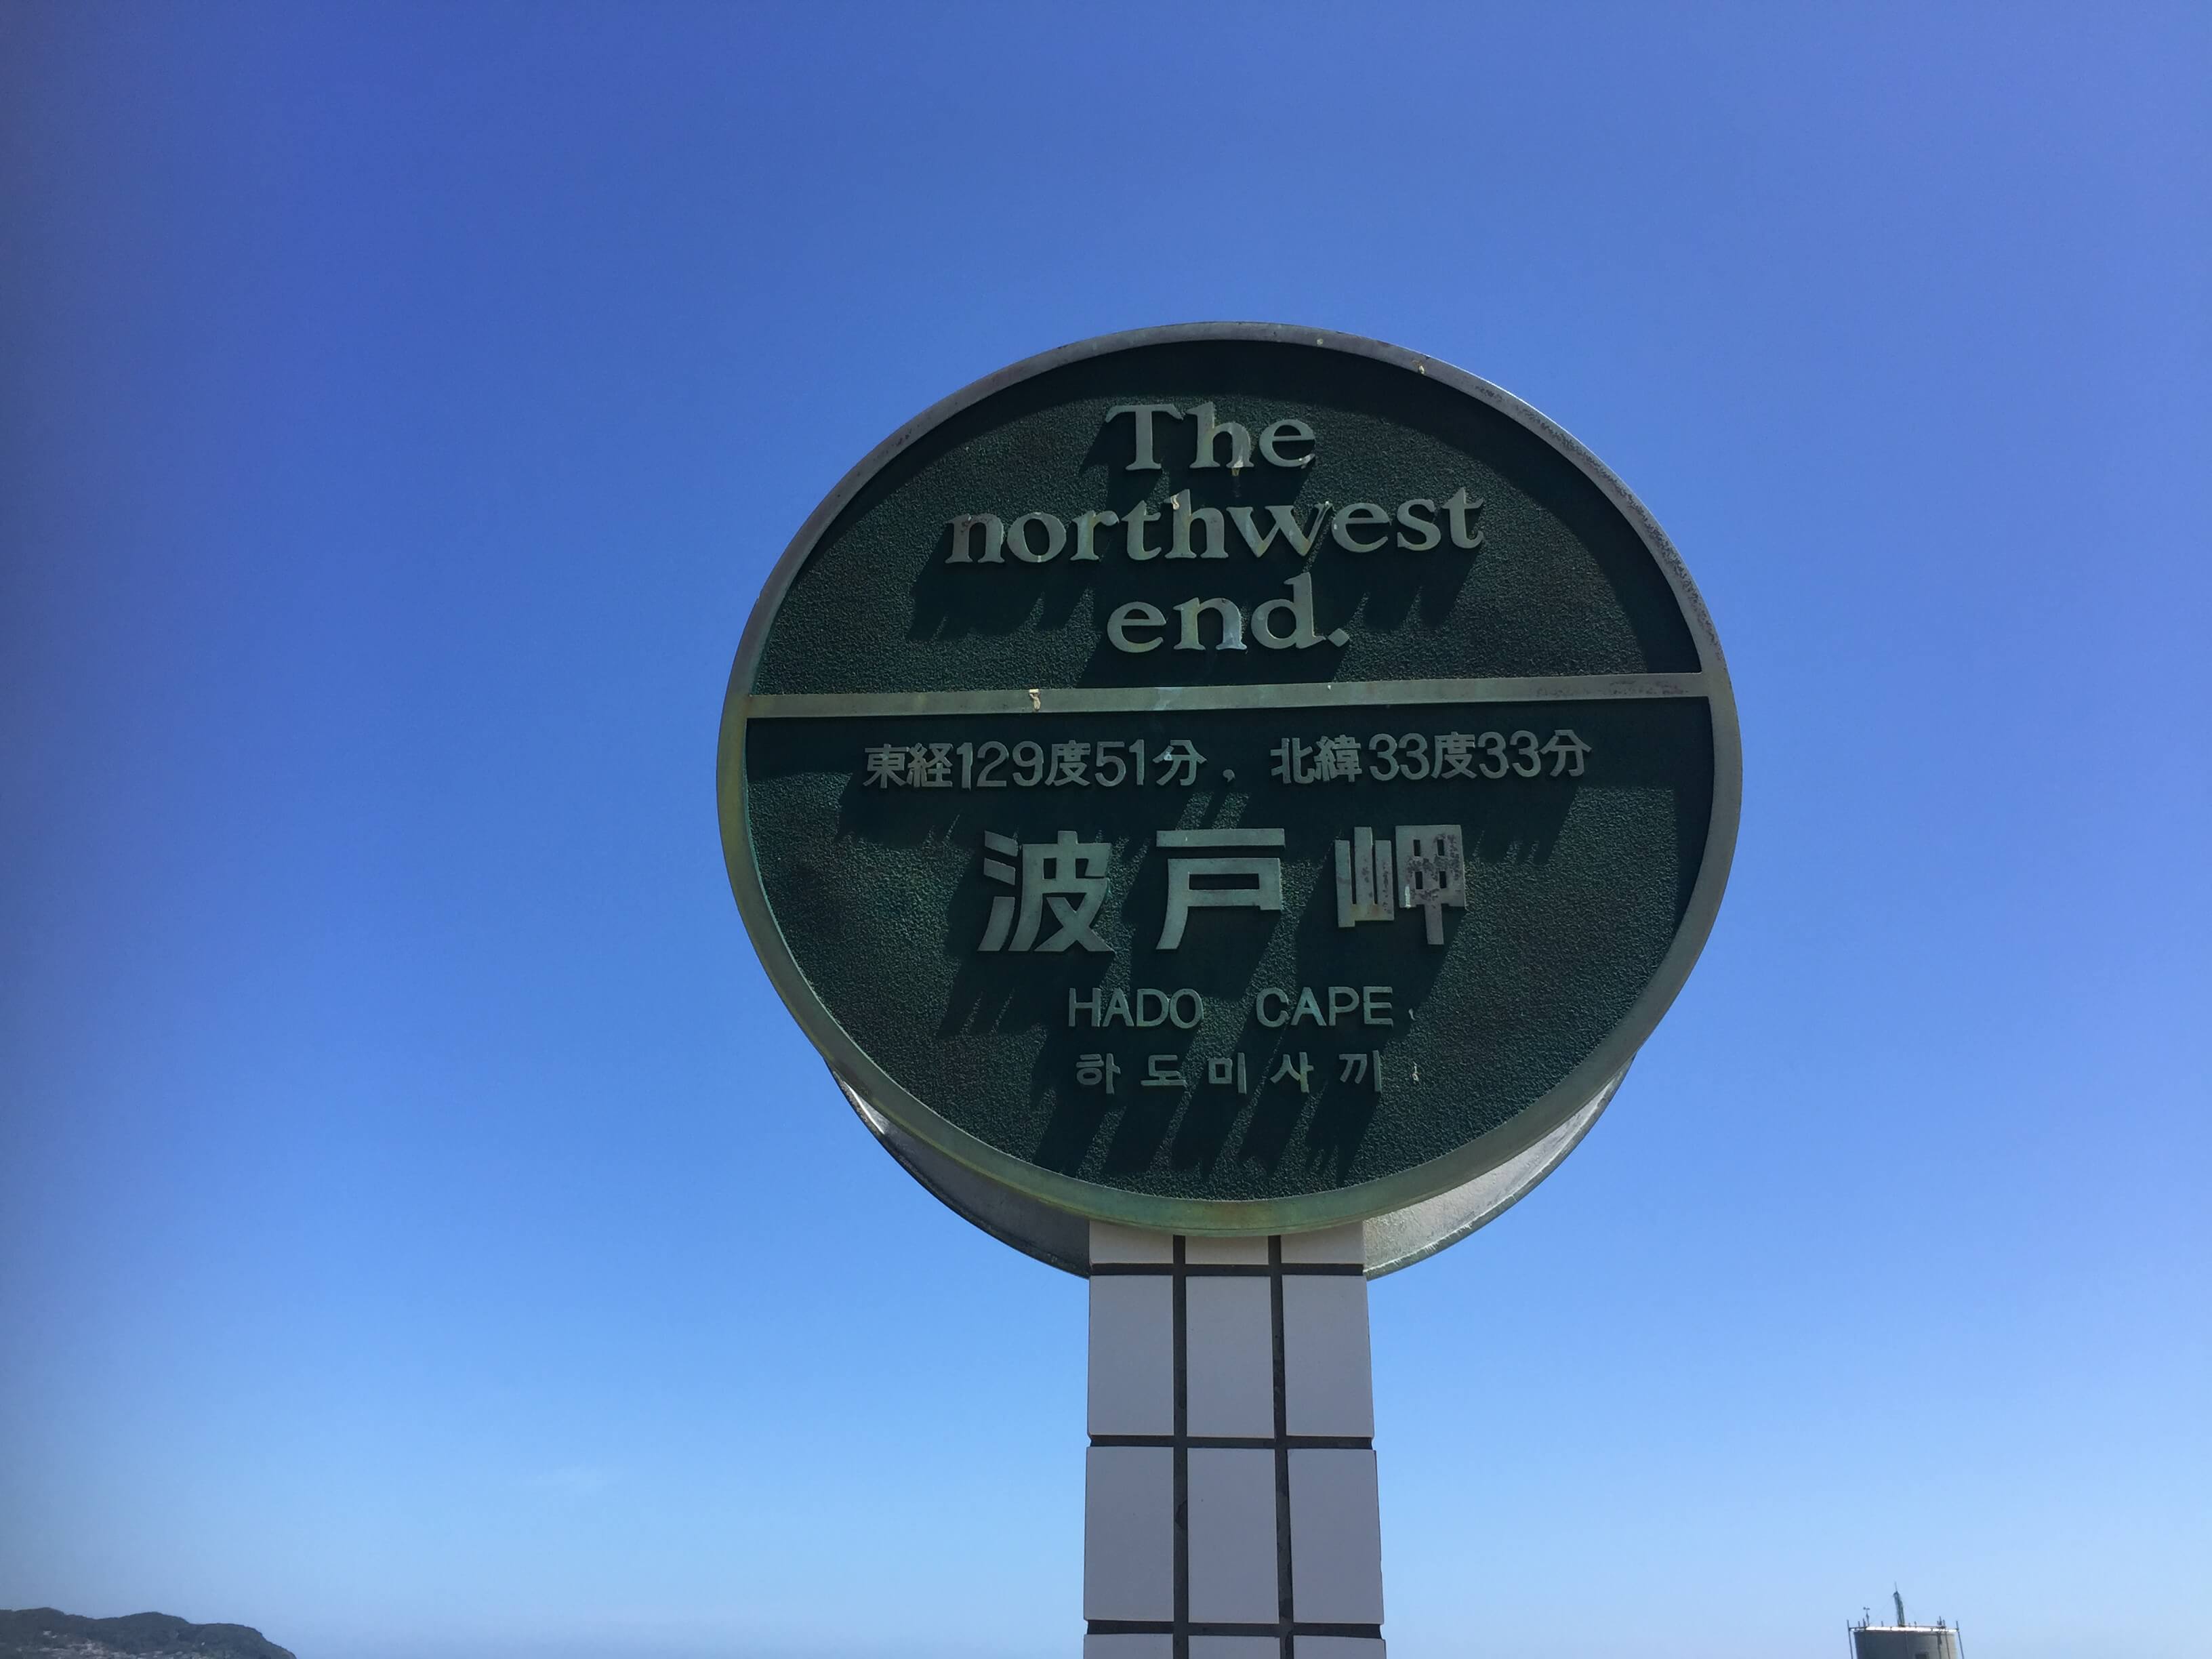 The
northwest
end.
東経129度51分，北緯33度33分
波戸岬
HADO CAPE
하도미사끼